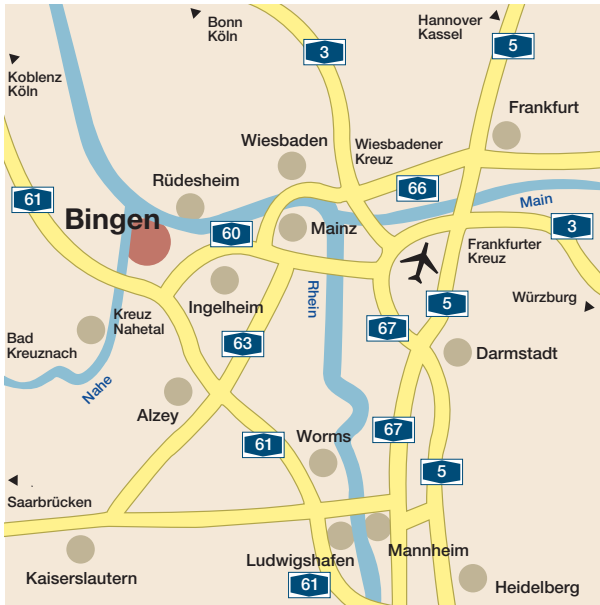 Bonn
Köln
Hannover
Kassel
5
3
Koblenz
Köln
Frankfurt
Wiesbaden
Wiesbadener
Kreuz
Rüdesheim
66
61
Main
Bingen
60
Mainz
3
Frankfurter
Kreuz
Ingelheim
Rhein
Würzburg
5
Kreuz
Nahetal
67
Bad
Kreuznach
63
Darmstadt
Nahe
Alzey
67
Worms
61
5
Saarbrücken
Ludwigshafen
Mannheim
Kaiserslautern
61
Heidelberg